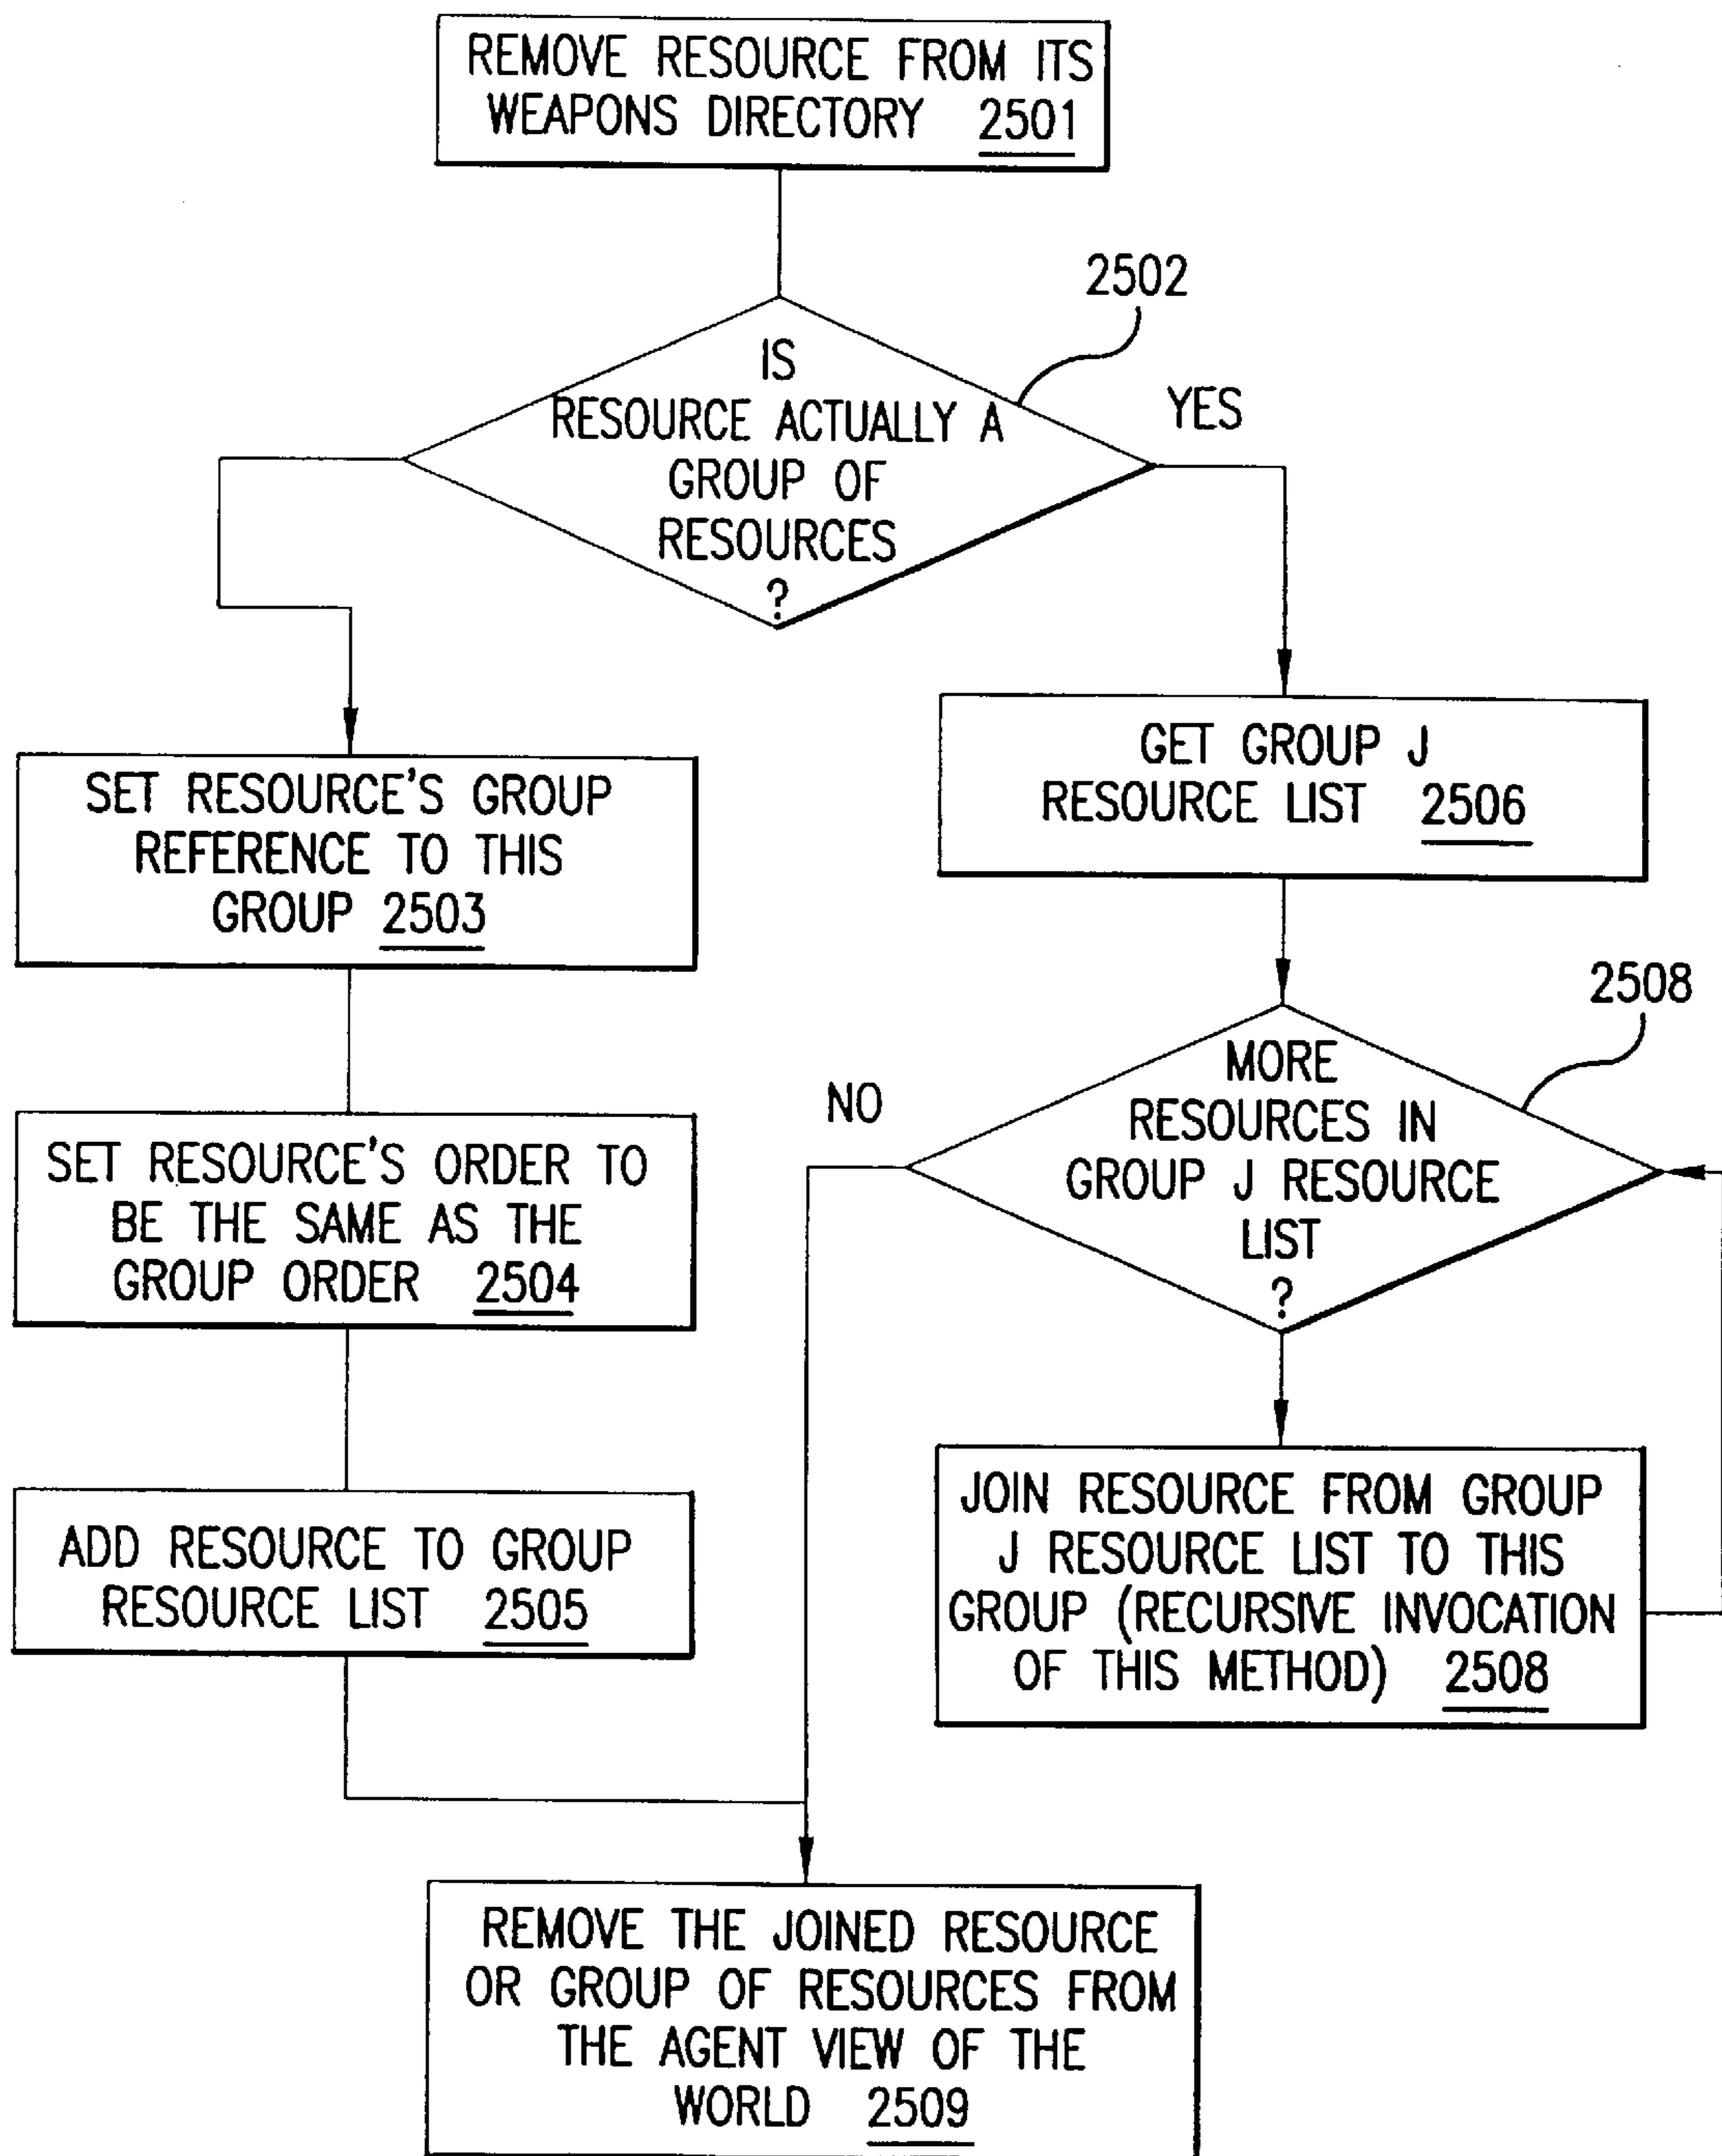 REMOVE RESOURCE FROM ITS
WEAPONS DIRECTORY 2501
2502
IS
RESOURCE ACTUALLY A
GROUP OF
RESOURCES
?
YES
SET RESOURCE'S GROUP
REFERENCE TO THIS
GROUP 2503
GET GROUP J
RESOURCE LIST 2506
2508
MORE
RESOURCES IN
GROUP J RESOURCE
LIST
?
NO
SET RESOURCE'S ORDER TO
BE THE SAME AS THE
GROUP ORDER 2504
ADD RESOURCE TO GROUP
RESOURCE LIST 2505
JOIN RESOURCE FROM GROUP
J RESOURCE LIST TO THIS
GROUP (RECURSIVE INVOCATION
OF THIS METHOD) 2508
REMOVE THE JOINED RESOURCE
OR GROUP OF RESOURCES FROM
THE AGENT VIEW OF THE
WORLD 2509